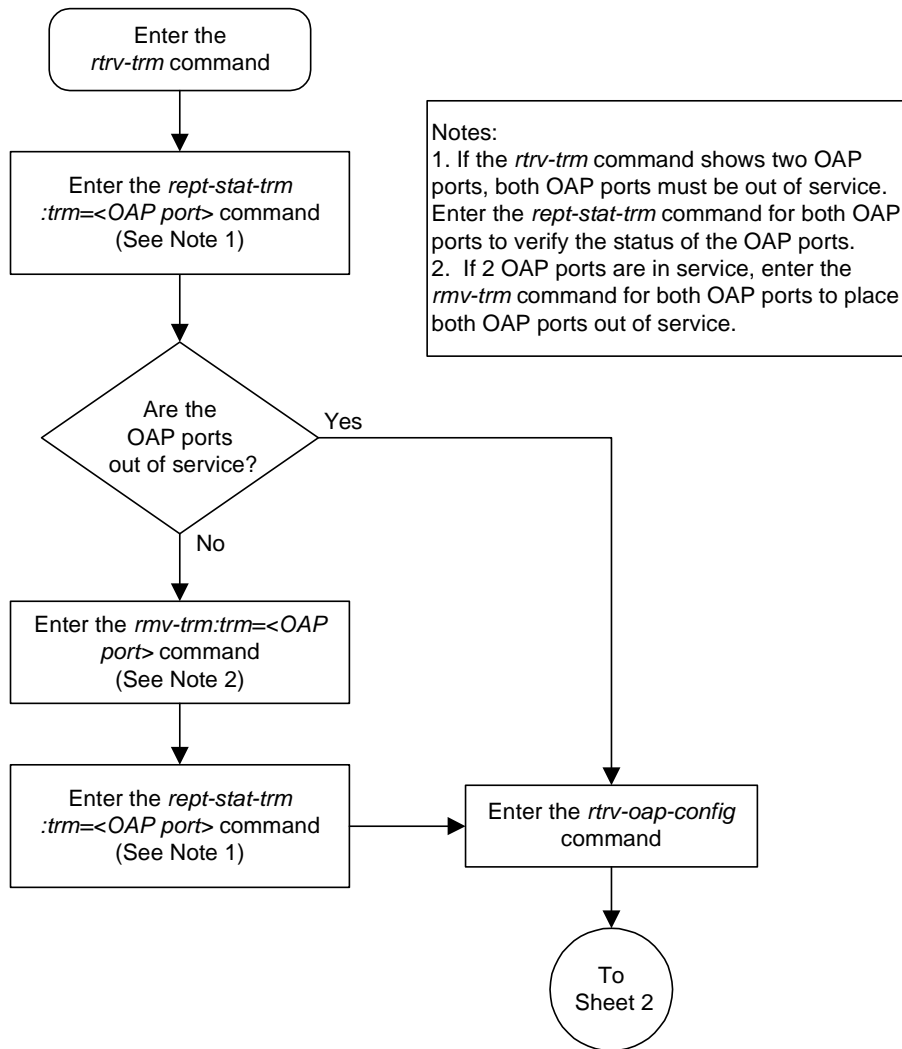 Enter the
rtrv-trm command
Enter the rept-stat-trm
:trm=<OAP port> command
(See Note 1)
Notes:
1. If the rtrv-trm command shows two OAP
ports, both OAP ports must be out of service.
Enter the rept-stat-trm command for both OAP
ports to verify the status of the OAP ports.
2.  If 2 OAP ports are in service, enter the
rmv-trm command for both OAP ports to place
both OAP ports out of service.
Are the
OAP ports
out of service?
Yes
No
Enter the rmv-trm:trm=<OAP
port> command
(See Note 2)
Enter the rept-stat-trm
:trm=<OAP port> command
(See Note 1)
Enter the rtrv-oap-config
command
To
Sheet 2